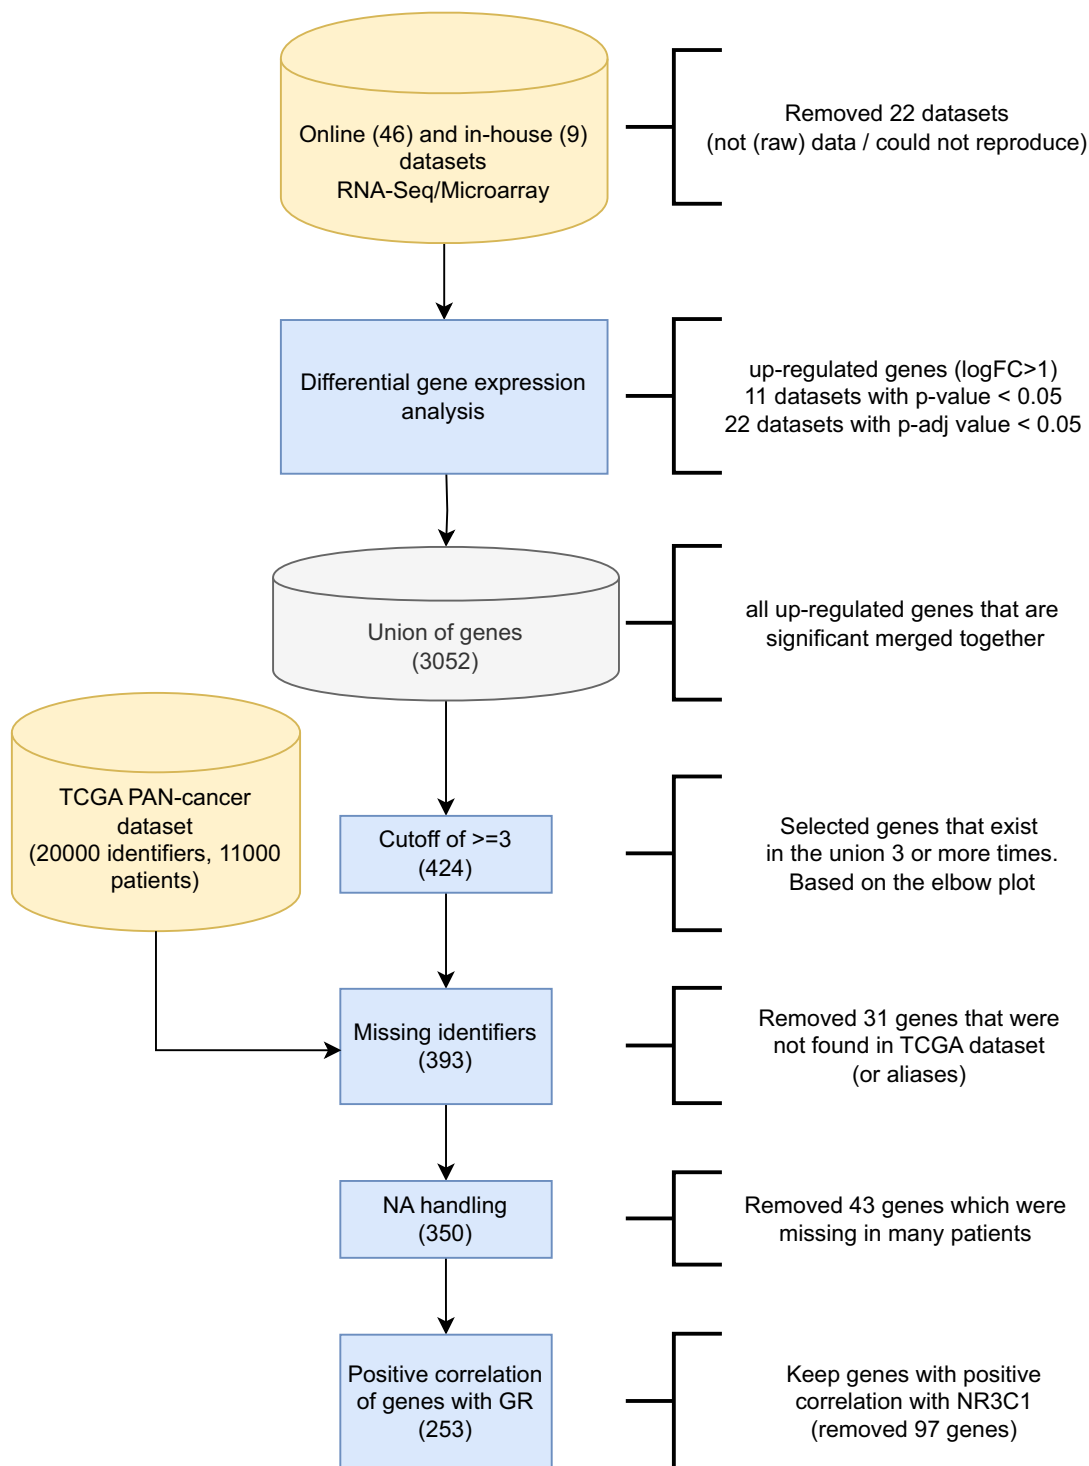 Online (46) and in-house (9)
datasets
RNA-Seq/Microarray
Removed 22 datasets
(not (raw) data / could not reproduce)
Differential gene expression
analysis
up-regulated genes (logFC>1)
11 datasets with p-value < 0.05
22 datasets with p-adj value < 0.05
Union of genes
(3052)
all up-regulated genes that are
significant merged together
TCGA PAN-cancer
dataset
(20000 identifiers, 11000
patients)
Cutoff of >=3
(424)
Selected genes that exist
in the union 3 or more times.
Based on the elbow plot
Missing identifiers
(393)
Removed 31 genes that were
not found in TCGA dataset
(or aliases)
NA handling
(350)
Removed 43 genes which were
missing in many patients
Positive correlation
of genes with GR
(253)
Keep genes with positive
correlation with NR3C1
(removed 97 genes)